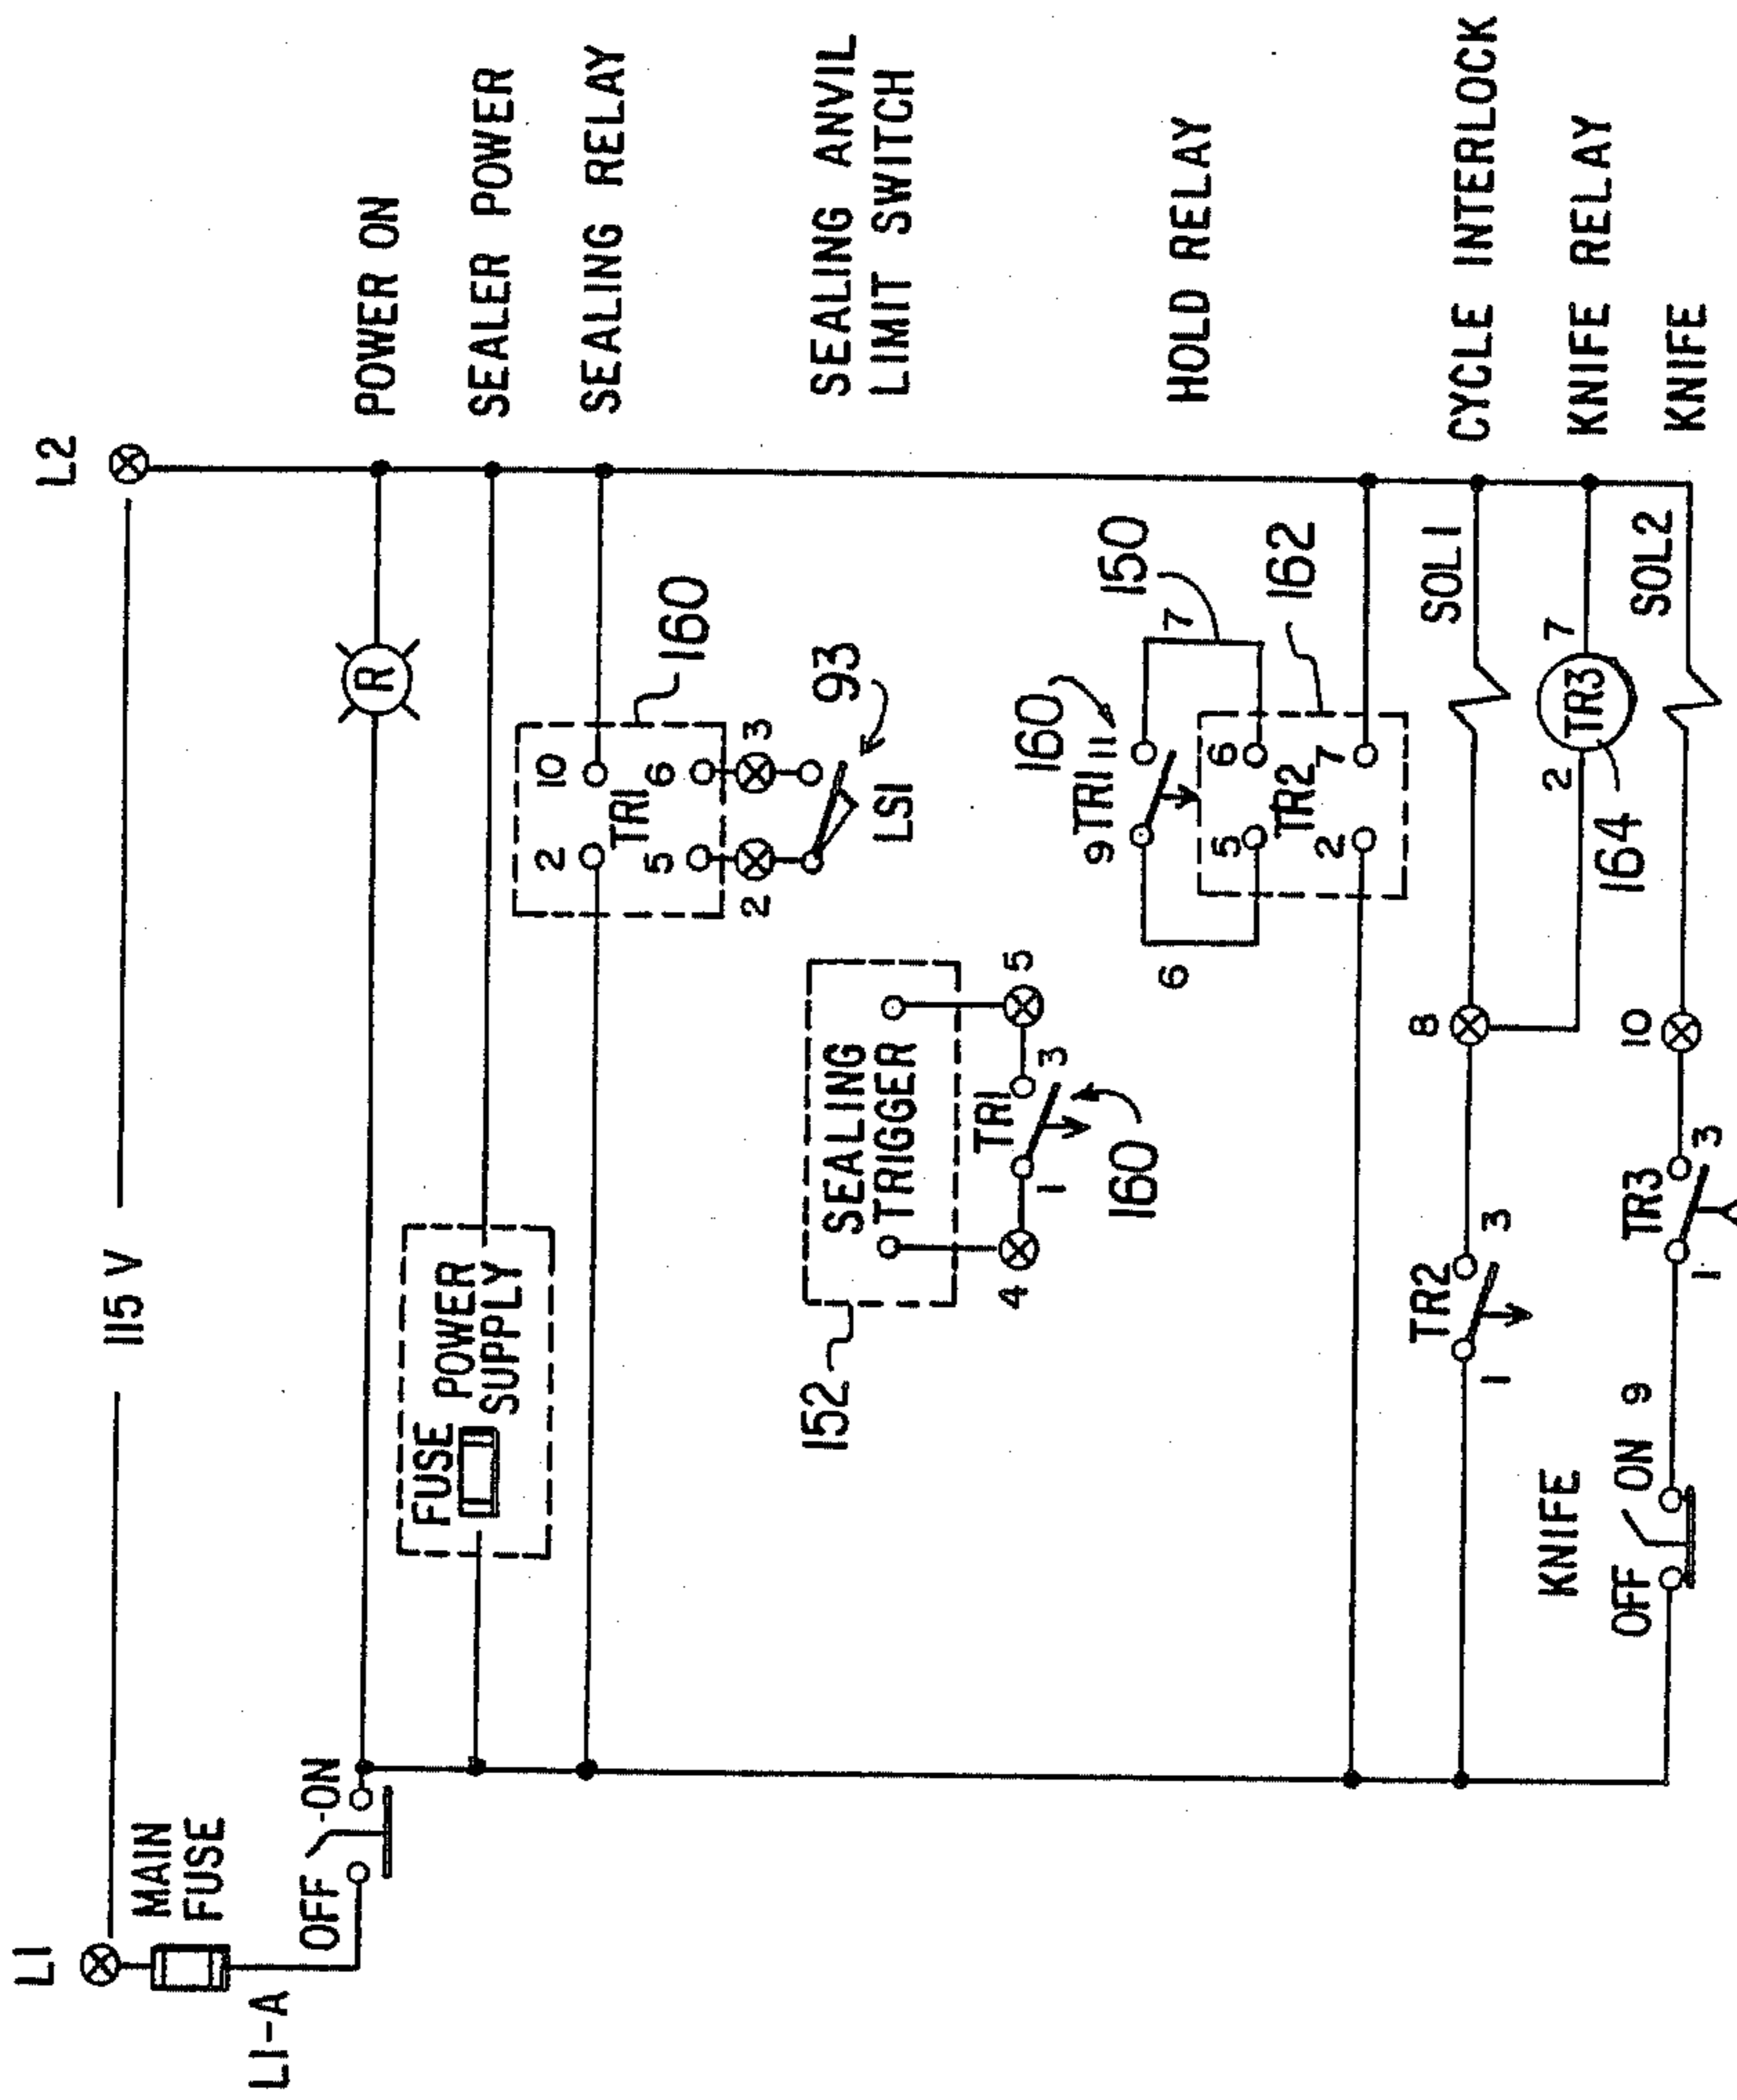 L1
L2
115 V
MAIN
FUSE
L1-A
OFF
ON
R
POWER ON
FUSE
POWER
SUPPLY
SEALER POWER
2
10
TR1
5
6
160
SEALING RELAY
2
3
93
LS1
SEALING ANVIL
LIMIT SWITCH
152
SEALING
TRIGGER
4
5
TR1
1
3
160
160
9
TR1
11
150
6
7
HOLD RELAY
5
6
TR2
2
7
162
TR2
1
3
8
SOL1
CYCLE INTERLOCK
2
TR3
7
164
KNIFE RELAY
KNIFE
OFF
ON
9
TR3
1
3
10
SOL2
KNIFE